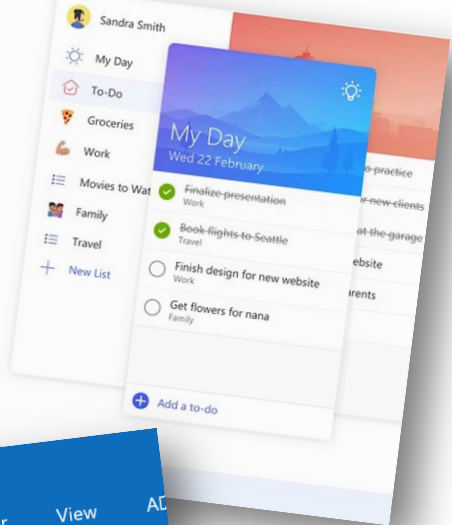 Sandra Smith
My Day
To-Do
Groceries
Work
Movies to Wat
Family
Travel
New List
My Day
Wed 22 February
Finalize presentation
Work
Book flights to Seattle
Travel
Finish design for new website
Work
Get flowers for nana
Family
Add a to-do
o practice
r new clients
at the garage
ebsite
rents
r View AD